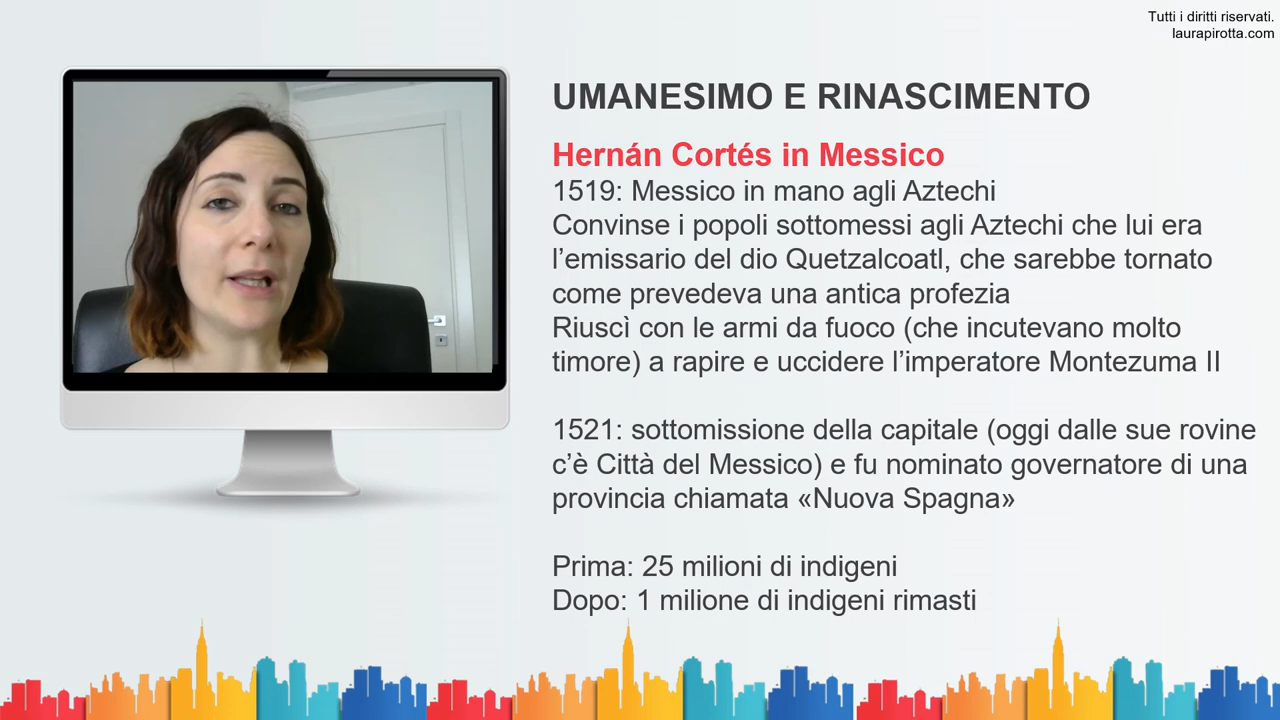 Tutti i diritti riservati.
laurapirotta.com
UMANESIMO E RINASCIMENTO
Hernán Cortés in Messico
1519: Messico in mano agli Aztechi
Convinse i popoli sottomessi agli Aztechi che lui era
l’emissario del dio Quetzalcoatl, che sarebbe tornato
come prevedeva una antica profezia
Riuscì con le armi da fuoco (che incutevano molto
timore) a rapire e uccidere l’imperatore Montezuma II
1521: sottomissione della capitale (oggi dalle sue rovine
c’è Città del Messico) e fu nominato governatore di una
provincia chiamata «Nuova Spagna»
Prima: 25 milioni di indigeni
Dopo: 1 milione di indigeni rimasti